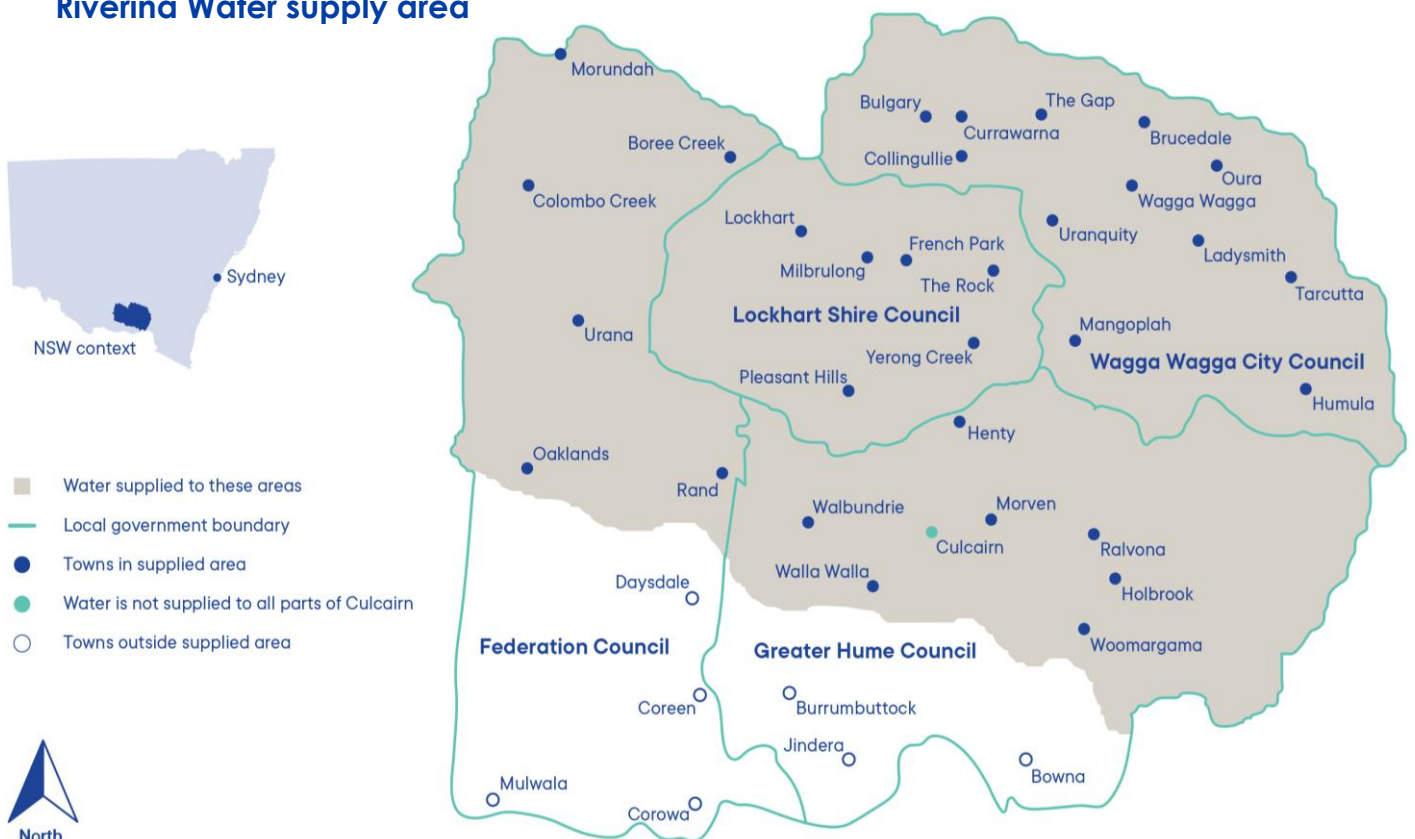 Riverina Water supply area
Morundah
Bulgary
The Gap
Currawarna
Brucedale
Boree Creek
Collingullie
Oura
Colombo Creek
Wagga Wagga
Lockhart
Uranquity
French Park
Ladysmith
Milbrulong
The Rock
Tarcutta
Sydney
Lockhart Shire Council
Urana
Mangoplah
NSW context
Yerong Creek
Wagga Wagga City Council
Pleasant Hills
Humula
Henty
Oaklands
Rand
Water supplied to these areas
Local government boundary
Towns in supplied area
Water is not supplied to all parts of Culcairn
Towns outside supplied area
Walbundrie
Morven
Culcairn
Ralvona
Walla Walla
Holbrook
Daysdale
Federation Council
Greater Hume Council
Woomargama
Coreen
Burrumbuttock
Jindera
Bowna
Mulwala
Corowa
North